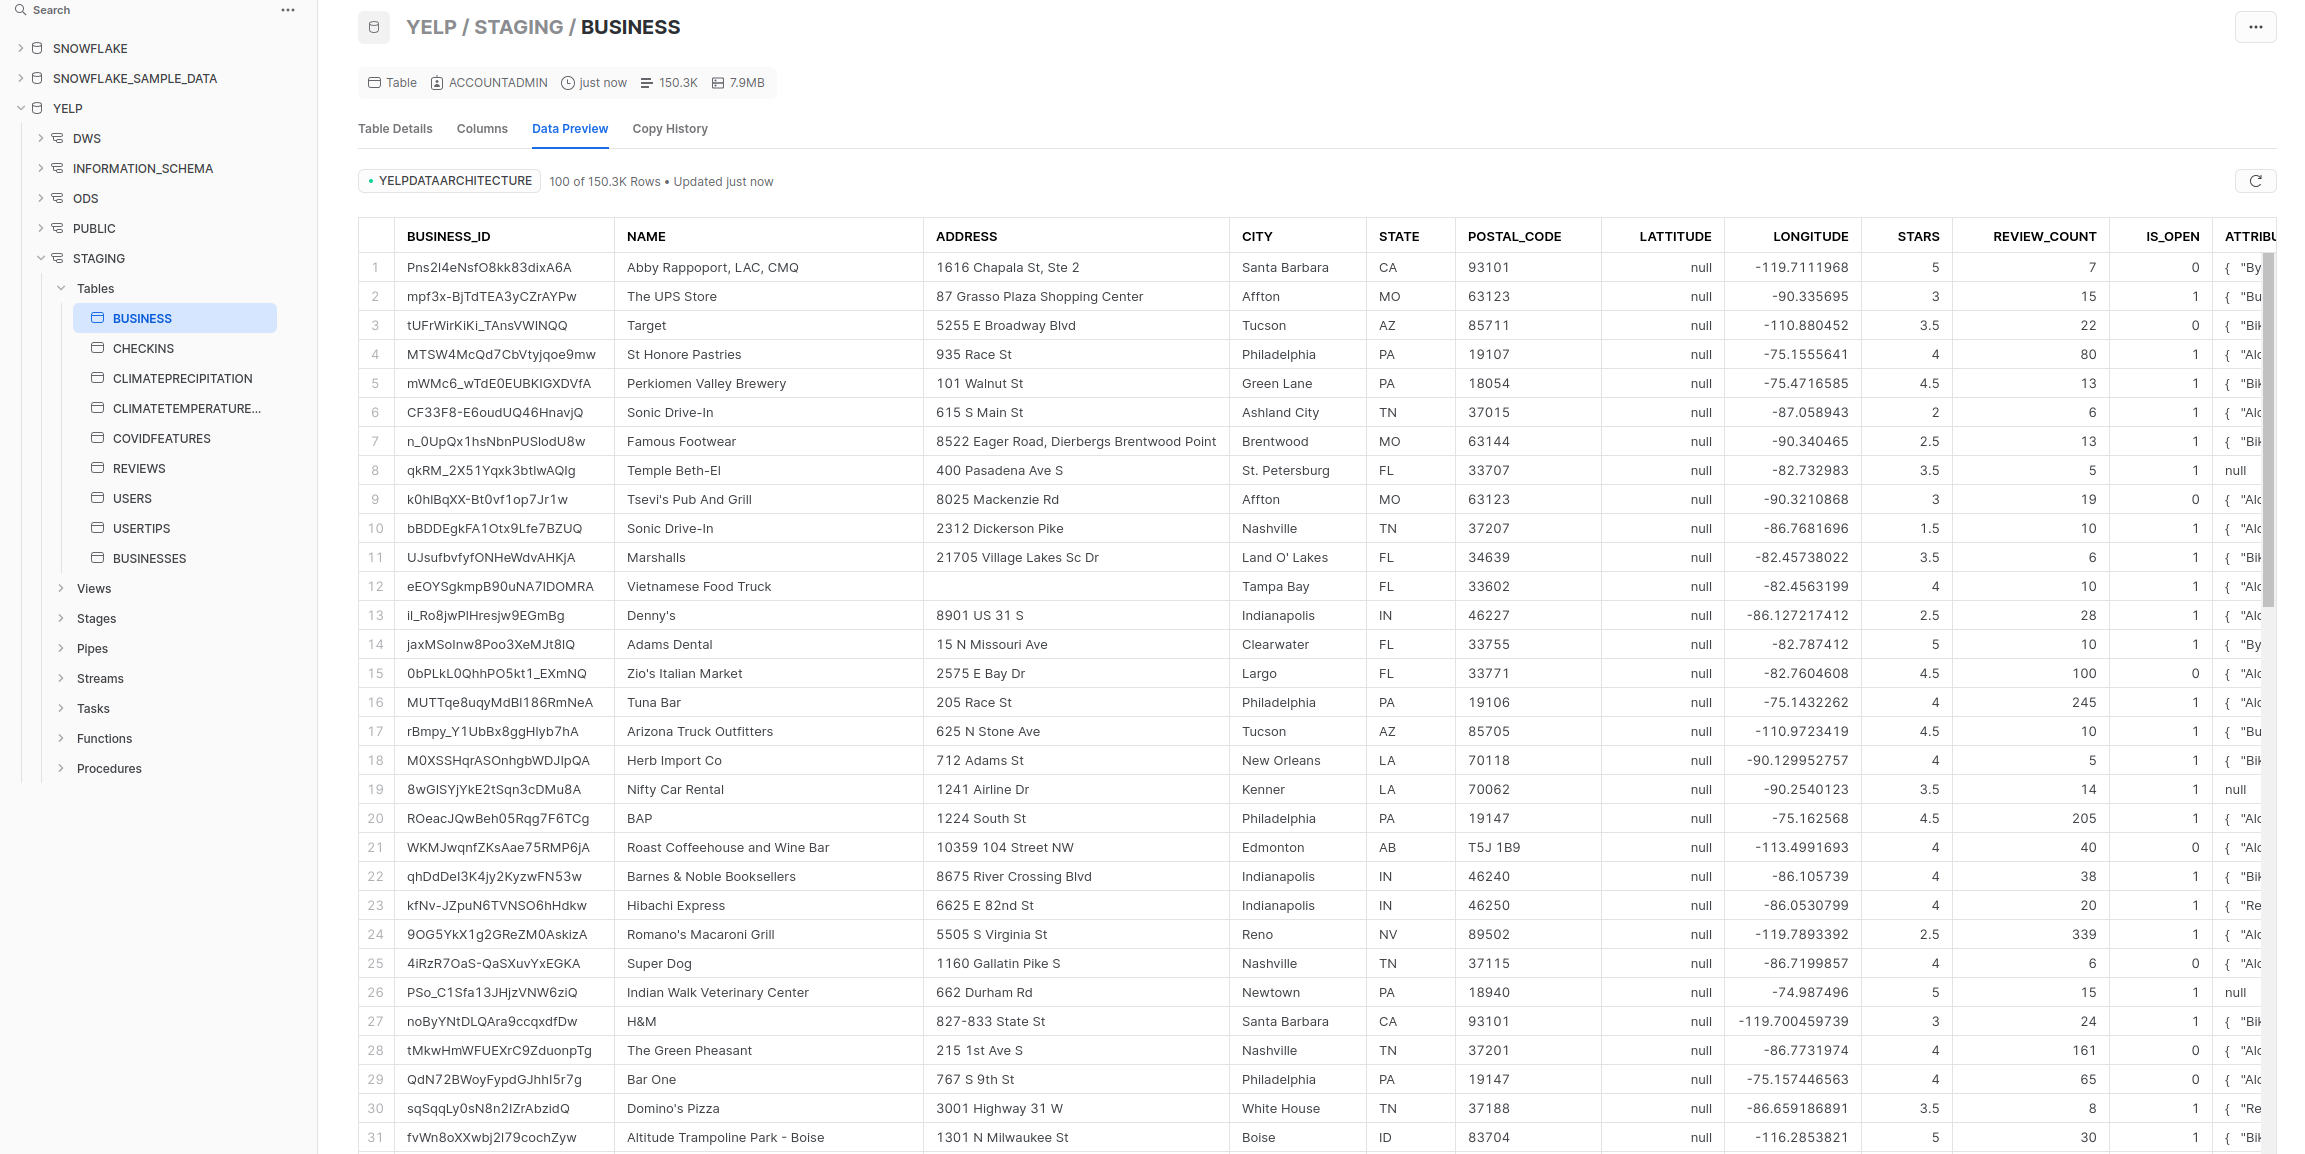 Search
SNOWFLAKE
SNOWFLAKE_SAMPLE_DATA
YELP
DWS
INFORMATION_SCHEMA
ODS
PUBLIC
STAGING
Tables
BUSINESS
CHECKINS
CLIMATEPRECIPITATION
CLIMATETEMPERATURE...
COVIDFEATURES
REVIEWS
USERS
USERTIPS
BUSINESSES
Views
Stages
Pipes
Streams
Tasks
Functions
Procedures
YELP / STAGING / BUSINESS
Table ACCOUNTADMIN just now 150.3K 7.9MB
Table Details Columns Data Preview Copy History
YELPDATAARCHITECTURE 100 of 150.3K Rows • Updated just now
BUSINESS_ID NAME ADDRESS CITY STATE POSTAL_CODE LATTITUDE LONGITUDE STARS REVIEW_COUNT IS_OPEN ATTRIBU
1 Pns2l4eNsfO8kk83dixA6A Abby Rappoport, LAC, CMQ 1616 Chapala St, Ste 2 Santa Barbara CA 93101 null -119.7111968 5 7 0 { "By
2 mpf3x-BjTdTEA3yCZrAYPw The UPS Store 87 Grasso Plaza Shopping Center Affton MO 63123 null -90.335695 3 15 1 { "Bu
3 tUFrWirKiKi_TAnsVWINQQ Target 5255 E Broadway Blvd Tucson AZ 85711 null -110.880452 3.5 22 0 { "Bik
4 MTSW4McQd7CbVtyjqoe9mw St Honore Pastries 935 Race St Philadelphia PA 19107 null -75.1555641 4 80 1 { "Alc
5 mWMc6_wTdE0EUBKIGXDVfA Perkiomen Valley Brewery 101 Walnut St Green Lane PA 18054 null -75.4716585 4.5 13 1 { "Bik
6 CF33F8-E6oudUQ46HnavjQ Sonic Drive-In 615 S Main St Ashland City TN 37015 null -87.058943 2 6 1 { "Alc
7 n_0UpQx1hsNbnPUSlodU8w Famous Footwear 8522 Eager Road, Dierbergs Brentwood Point Brentwood MO 63144 null -90.340465 2.5 13 1 { "Bik
8 qkRM_2X51Yqxk3btlwAQIg Temple Beth-El 400 Pasadena Ave S St. Petersburg FL 33707 null -82.732983 3.5 5 1 null
9 k0hlBqXX-Bt0vf1op7Jr1w Tsevi's Pub And Grill 8025 Mackenzie Rd Affton MO 63123 null -90.3210868 3 19 0 { "Alc
10 bBDDEgkFA1Otx9Lfe7BZUQ Sonic Drive-In 2312 Dickerson Pike Nashville TN 37207 null -86.7681696 1.5 10 1 { "Alc
11 UJsufbvfyfONHeWdvAHKjA Marshalls 21705 Village Lakes Sc Dr Land O' Lakes FL 34639 null -82.45738022 3.5 6 1 { "Bik
12 eEOYSgkmpB90uNA7lDOMRA Vietnamese Food Truck Tampa Bay FL 33602 null -82.4563199 4 10 1 { "Alc
13 il_Ro8jwPlHresjw9EGmBg Denny's 8901 US 31 S Indianapolis IN 46227 null -86.127217412 2.5 28 1 { "Alc
14 jaxMSoInw8Poo3XeMJt8lQ Adams Dental 15 N Missouri Ave Clearwater FL 33755 null -82.787412 5 10 1 { "By
15 0bPLkL0QhhPO5kt1_EXmNQ Zio's Italian Market 2575 E Bay Dr Largo FL 33771 null -82.7604608 4.5 100 0 { "Alc
16 MUTTqe8uqyMdBl186RmNeA Tuna Bar 205 Race St Philadelphia PA 19106 null -75.1432262 4 245 1 { "Alc
17 rBmpy_Y1UbBx8ggHlyb7hA Arizona Truck Outfitters 625 N Stone Ave Tucson AZ 85705 null -110.9723419 4.5 10 1 { "Bu
18 M0XSSHqrASOnhgbWDJIpQA Herb Import Co 712 Adams St New Orleans LA 70118 null -90.129952757 4 5 1 { "Bik
19 8wGISYjYkE2tSqn3cDMu8A Nifty Car Rental 1241 Airline Dr Kenner LA 70062 null -90.2540123 3.5 14 1 null
20 ROeacJQwBeh05Rqg7F6TCg BAP 1224 South St Philadelphia PA 19147 null -75.162568 4.5 205 1 { "Alc
21 WKMJwqnfZKsAae75RMP6jA Roast Coffeehouse and Wine Bar 10359 104 Street NW Edmonton AB T5J 1B9 null -113.4991693 4 40 0 { "Alc
22 qhDdDeI3K4jy2KyzwFN53w Barnes & Noble Booksellers 8675 River Crossing Blvd Indianapolis IN 46240 null -86.105739 4 38 1 { "Bik
23 kfNv-JZpuN6TVNSO6hHdkw Hibachi Express 6625 E 82nd St Indianapolis IN 46250 null -86.0530799 4 20 1 { "Re
24 9OG5YkX1g2GReZM0AskizA Romano's Macaroni Grill 5505 S Virginia St Reno NV 89502 null -119.7893392 2.5 339 1 { "Alc
25 4iRzR7OaS-QaSXuvYxEGKA Super Dog 1160 Gallatin Pike S Nashville TN 37115 null -86.7199857 4 6 0 { "Alc
26 PSo_C1Sfa13JHjzVNW6ziQ Indian Walk Veterinary Center 662 Durham Rd Newtown PA 18940 null -74.987496 5 15 1 null
27 noByYNtDLQAra9ccqxdfDw H&M 827-833 State St Santa Barbara CA 93101 null -119.700459739 3 24 1 { "Bik
28 tMkwHmWFUEXrC9ZduonpTg The Green Pheasant 215 1st Ave S Nashville TN 37201 null -86.7731974 4 161 0 { "Alc
29 QdN72BWoyFypdGJhhI5r7g Bar One 767 S 9th St Philadelphia PA 19147 null -75.157446563 4 65 0 { "Alc
30 sqSqqLy0sN8n2IZrAbzidQ Domino's Pizza 3001 Highway 31 W White House TN 37188 null -86.659186891 3.5 8 1 { "Re
31 fvWn8oXXwbj2l79cochZyw Altitude Trampoline Park - Boise 1301 N Milwaukee St Boise ID 83704 null -116.2853821 5 30 1 { "Bik